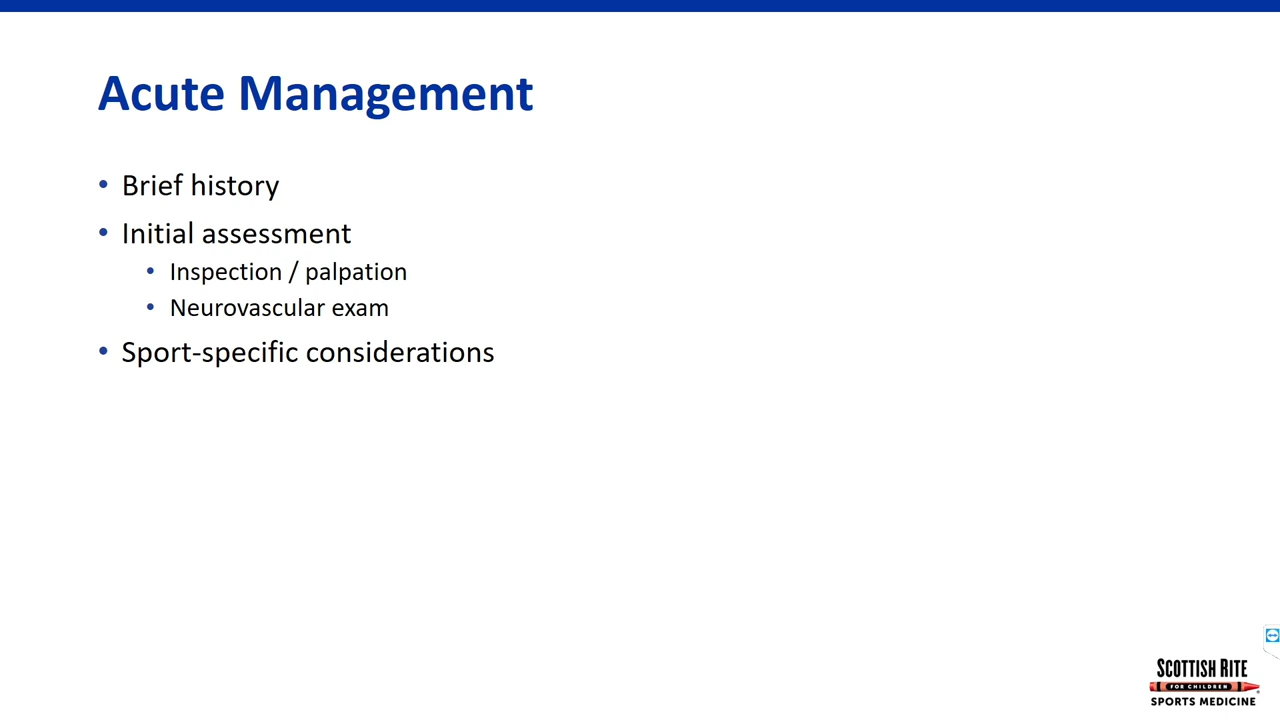 Acute Management
• Brief history
• Initial assessment
• Inspection / palpation
• Neurovascular exam
• Sport-specific considerations
SCOTTISH RITE
FOR CHILDREN
SPORTS MEDICINE